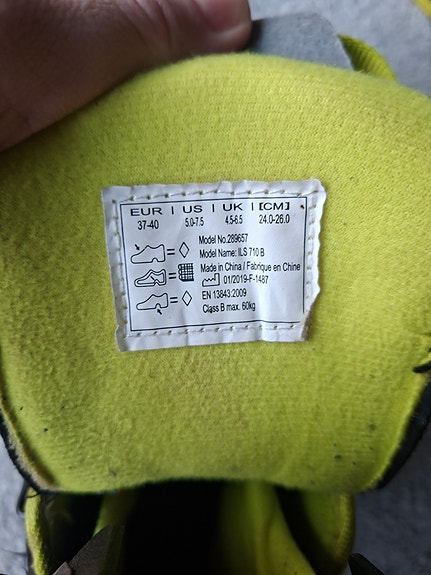 EUR | US | UK | [CM]
37-40 5.0-7.5 4.5-6.5 24.0-26.0
Model No.289657
Model Name: ILS 710 B
Made in China / Fabrique en Chine
01/2019-F-1487
EN 13843:2009
Class B max. 60kg